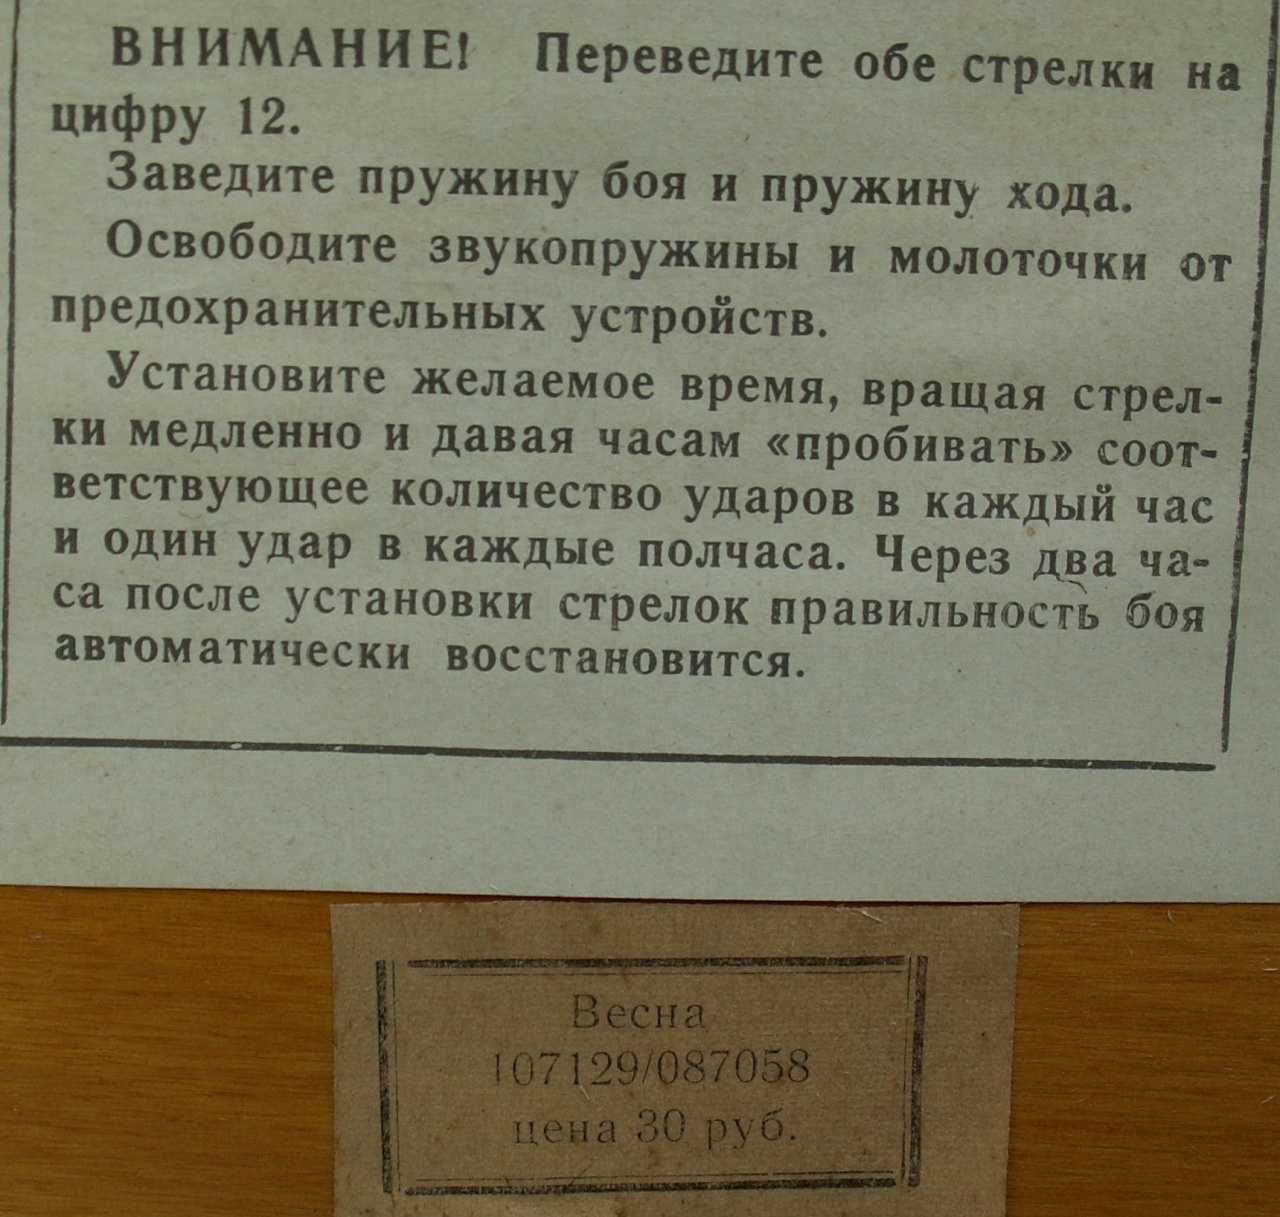 ВНИМАНИЕ! Переведите обе стрелки на
цифру 12.
Заведите пружину боя и пружину хода.
Освободите звукопружины и молоточки от
предохранительных устройств.
Установите желаемое время, вращая стрел-
ки медленно и давая часам «пробивать» соот-
ветствующее количество ударов в каждый час
и один удар в каждые полчаса. Через два ча-
са после установки стрелок правильность боя
автоматически восстановится.
Весна
107129/087058
цена 30 руб.